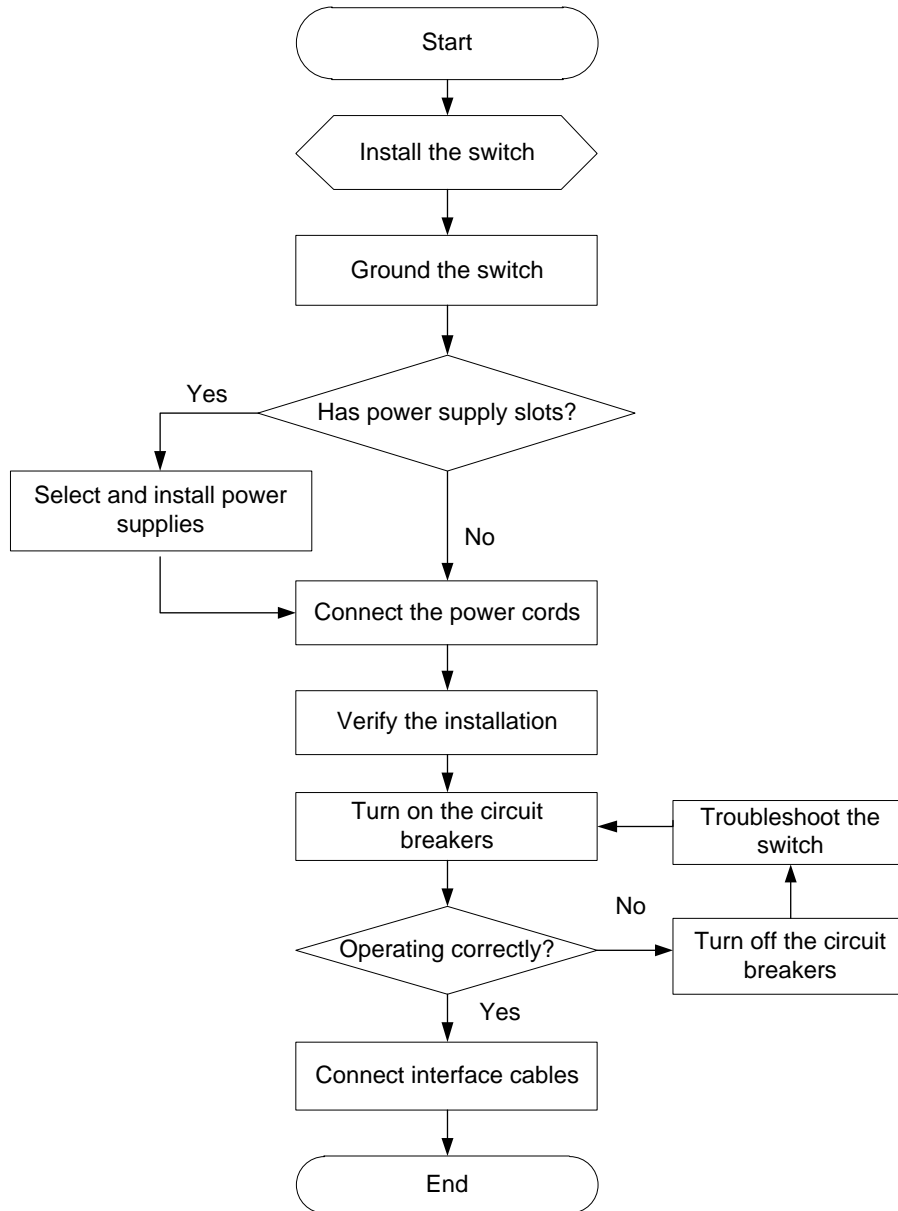 Start
Install the switch
Ground the switch
Yes
Has power supply slots?
Select and install power
supplies
No
Connect the power cords
Verify the installation
Turn on the circuit
breakers
Troubleshoot the
switch
No
Operating correctly?
Turn off the circuit
breakers
Yes
Connect interface cables
End